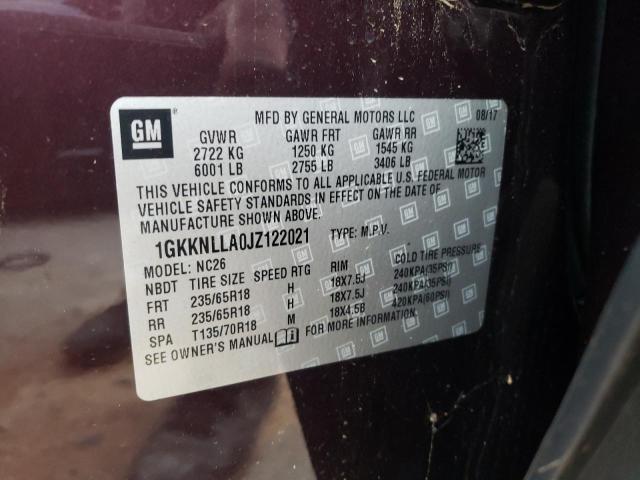 GM
MFD BY GENERAL MOTORS LLC 08/17
GVWR GAWR FRT GAWR RR
2722 KG 1250 KG 1545 KG
6001 LB 2755 LB 3406 LB
THIS VEHICLE CONFORMS TO ALL APPLICABLE U.S. FEDERAL MOTOR
VEHICLE SAFETY STANDARDS IN EFFECT ON THE DATE OF
MANUFACTURE SHOWN ABOVE.
1GKKNLLA0JZ122021 TYPE: M.P.V.
MODEL: NC26
NBDT TIRE SIZE SPEED RTG RIM COLD TIRE PRESSURE
FRT 235/65R18 H 18X7.5J 240KPA(35PSI)
RR 235/65R18 H 18X7.5J 240KPA(35PSI)
SPA T135/70R18 M 18X4.5B 420KPA(60PSI)
SEE OWNER'S MANUAL